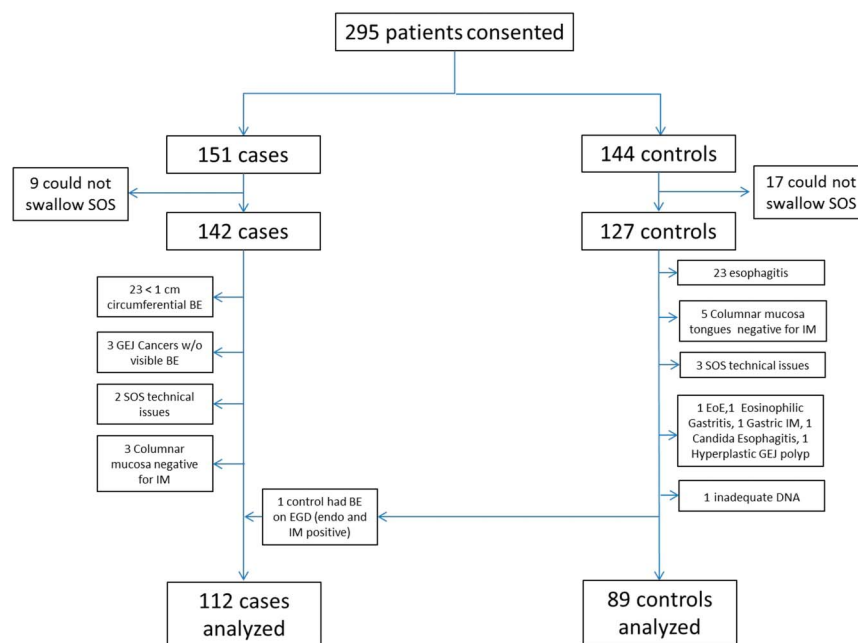 295 patients consented
151 cases
144 controls
9 could not
swallow SOS
17 could not
swallow SOS
142 cases
127 controls
23 < 1 cm
circumferential BE
3 GEJ Cancers w/o
visible BE
2 SOS technical
issues
3 Columnar
mucosa negative
for IM
23 esophagitis
5 Columnar mucosa
tongues negative for IM
3 SOS technical issues
1 EoE,1 Eosinophilic
Gastritis, 1 Gastric IM, 1
Candida Esophagitis, 1
Hyperplastic GEJ polyp
1 inadequate DNA
1 control had BE
on EGD (endo and
IM positive)
112 cases
analyzed
89 controls
analyzed